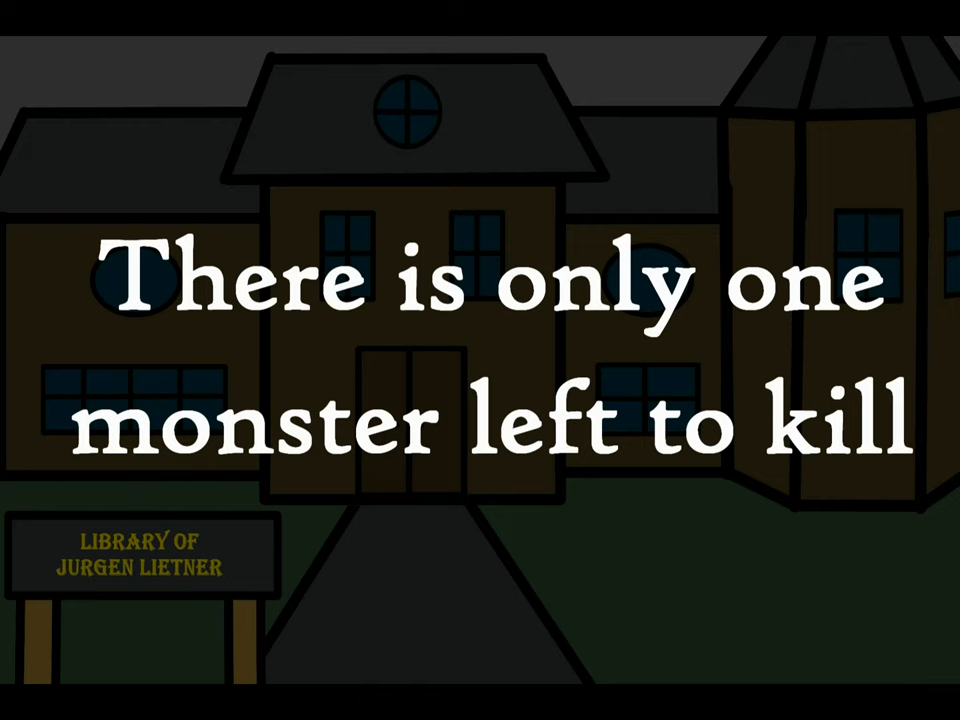 There is only one
monster left to kill
LIBRARY OF
JURGEN LIETNER